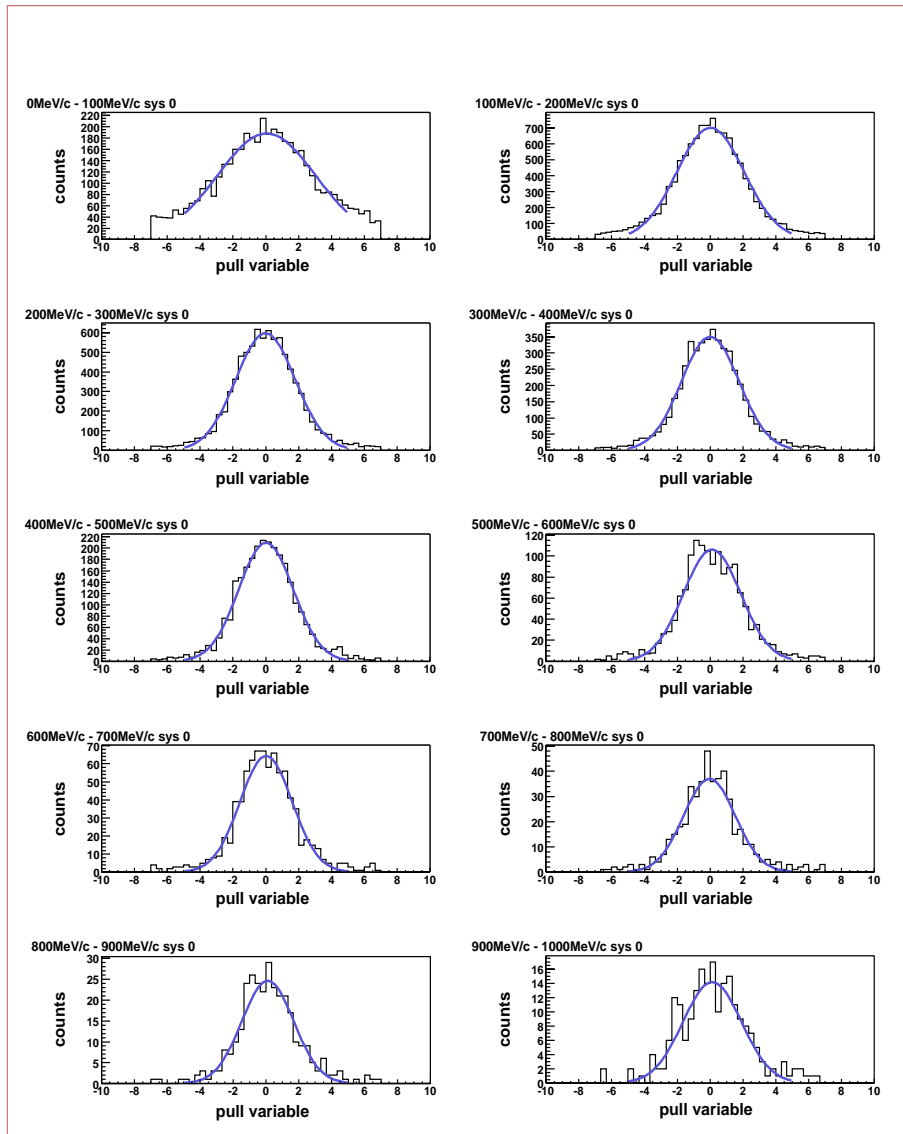 0MeV/c - 100MeV/c sys 0
counts
220
200
180
160
140
120
100
80
60
40
20
0
-10 -8 -6 -4 -2 0 2 4 6 8 10
pull variable
100MeV/c - 200MeV/c sys 0
counts
700
600
500
400
300
200
100
0
-10 -8 -6 -4 -2 0 2 4 6 8 10
pull variable
200MeV/c - 300MeV/c sys 0
counts
600
500
400
300
200
100
0
-10 -8 -6 -4 -2 0 2 4 6 8 10
pull variable
300MeV/c - 400MeV/c sys 0
counts
350
300
250
200
150
100
50
0
-10 -8 -6 -4 -2 0 2 4 6 8 10
pull variable
400MeV/c - 500MeV/c sys 0
counts
220
200
180
160
140
120
100
80
60
40
20
0
-10 -8 -6 -4 -2 0 2 4 6 8 10
pull variable
500MeV/c - 600MeV/c sys 0
counts
120
100
80
60
40
20
0
-10 -8 -6 -4 -2 0 2 4 6 8 10
pull variable
600MeV/c - 700MeV/c sys 0
counts
70
60
50
40
30
20
10
0
-10 -8 -6 -4 -2 0 2 4 6 8 10
pull variable
700MeV/c - 800MeV/c sys 0
counts
50
40
30
20
10
0
-10 -8 -6 -4 -2 0 2 4 6 8 10
pull variable
800MeV/c - 900MeV/c sys 0
counts
30
25
20
15
10
5
0
-10 -8 -6 -4 -2 0 2 4 6 8 10
pull variable
900MeV/c - 1000MeV/c sys 0
counts
16
14
12
10
8
6
4
2
0
-10 -8 -6 -4 -2 0 2 4 6 8 10
pull variable